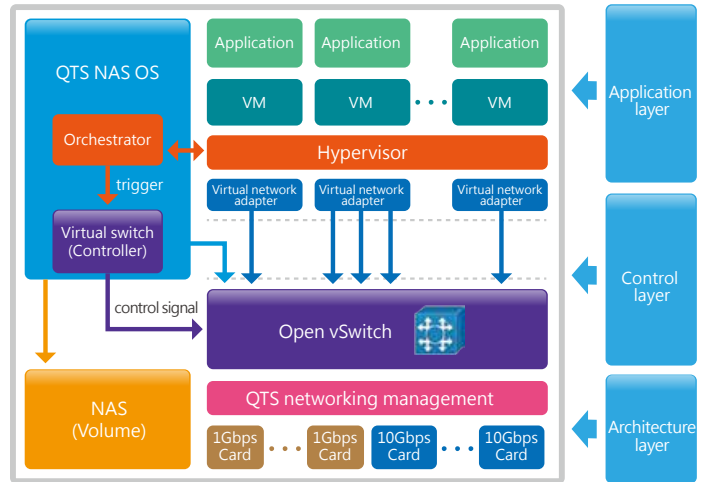 QTS NAS OS
Orchestrator
trigger
Virtual switch
(Controller)
control signal
NAS
(Volume)
Application
Application
Application
VM
VM
VM
Hypervisor
Virtual network
adapter
Virtual network
adapter
Virtual network
adapter
Open vSwitch
QTS networking management
1Gbps
Card
1Gbps
Card
10Gbps
Card
10Gbps
Card
Application
layer
Control
layer
Architecture
layer